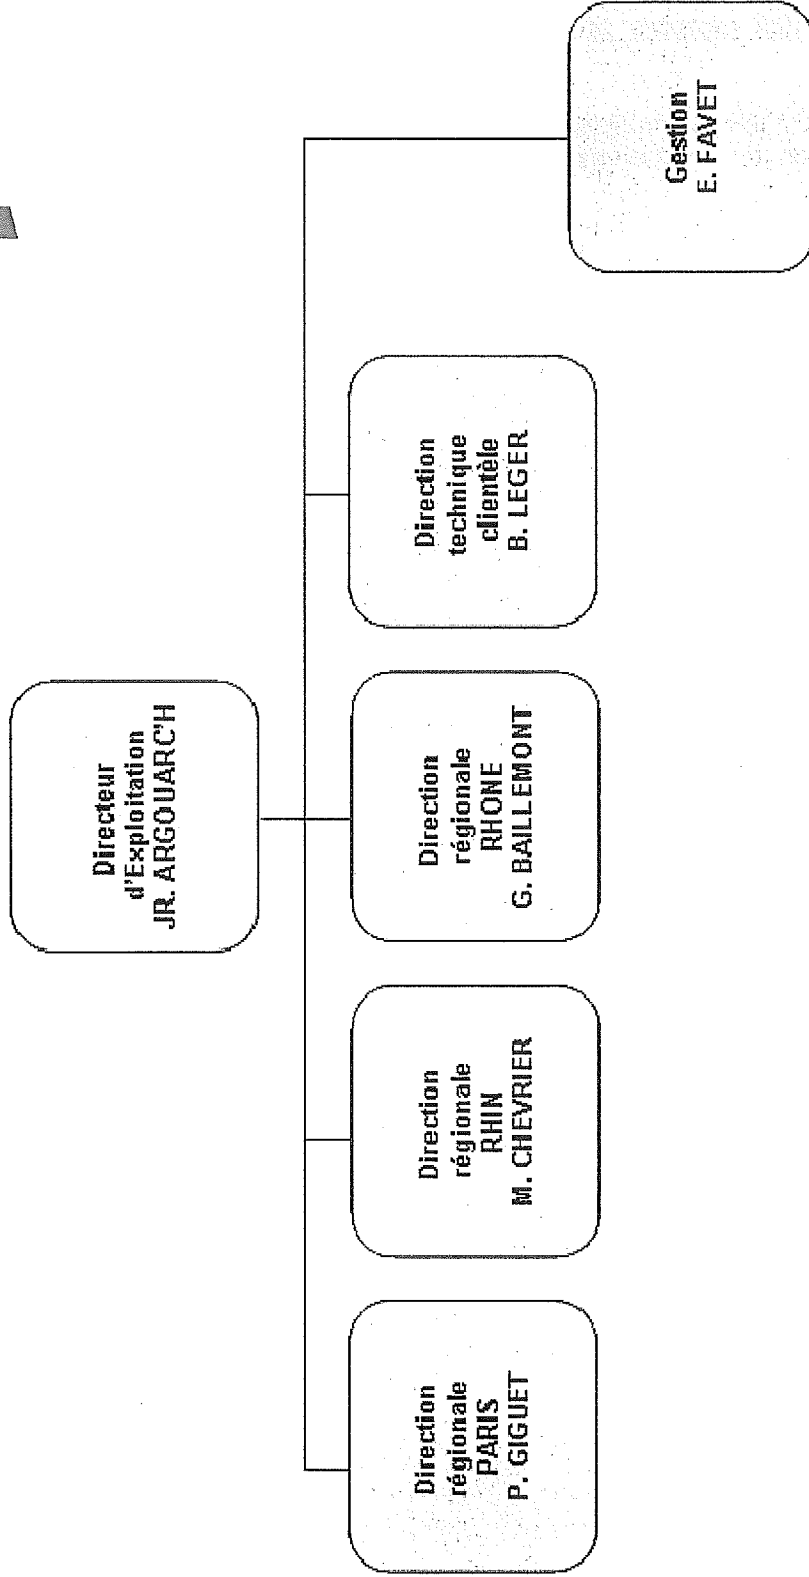 Directeur
d'Exploitation
JR. ARGOUARC'H
Direction
régionale
PARIS
P. GIGUET
Direction
régionale
RHIN
M. CHEVRIER
Direction
régionale
RHONE
G. BAILLEMONT
Direction
technique
clientèle
B. LEGER
Gestion
E. FAVET